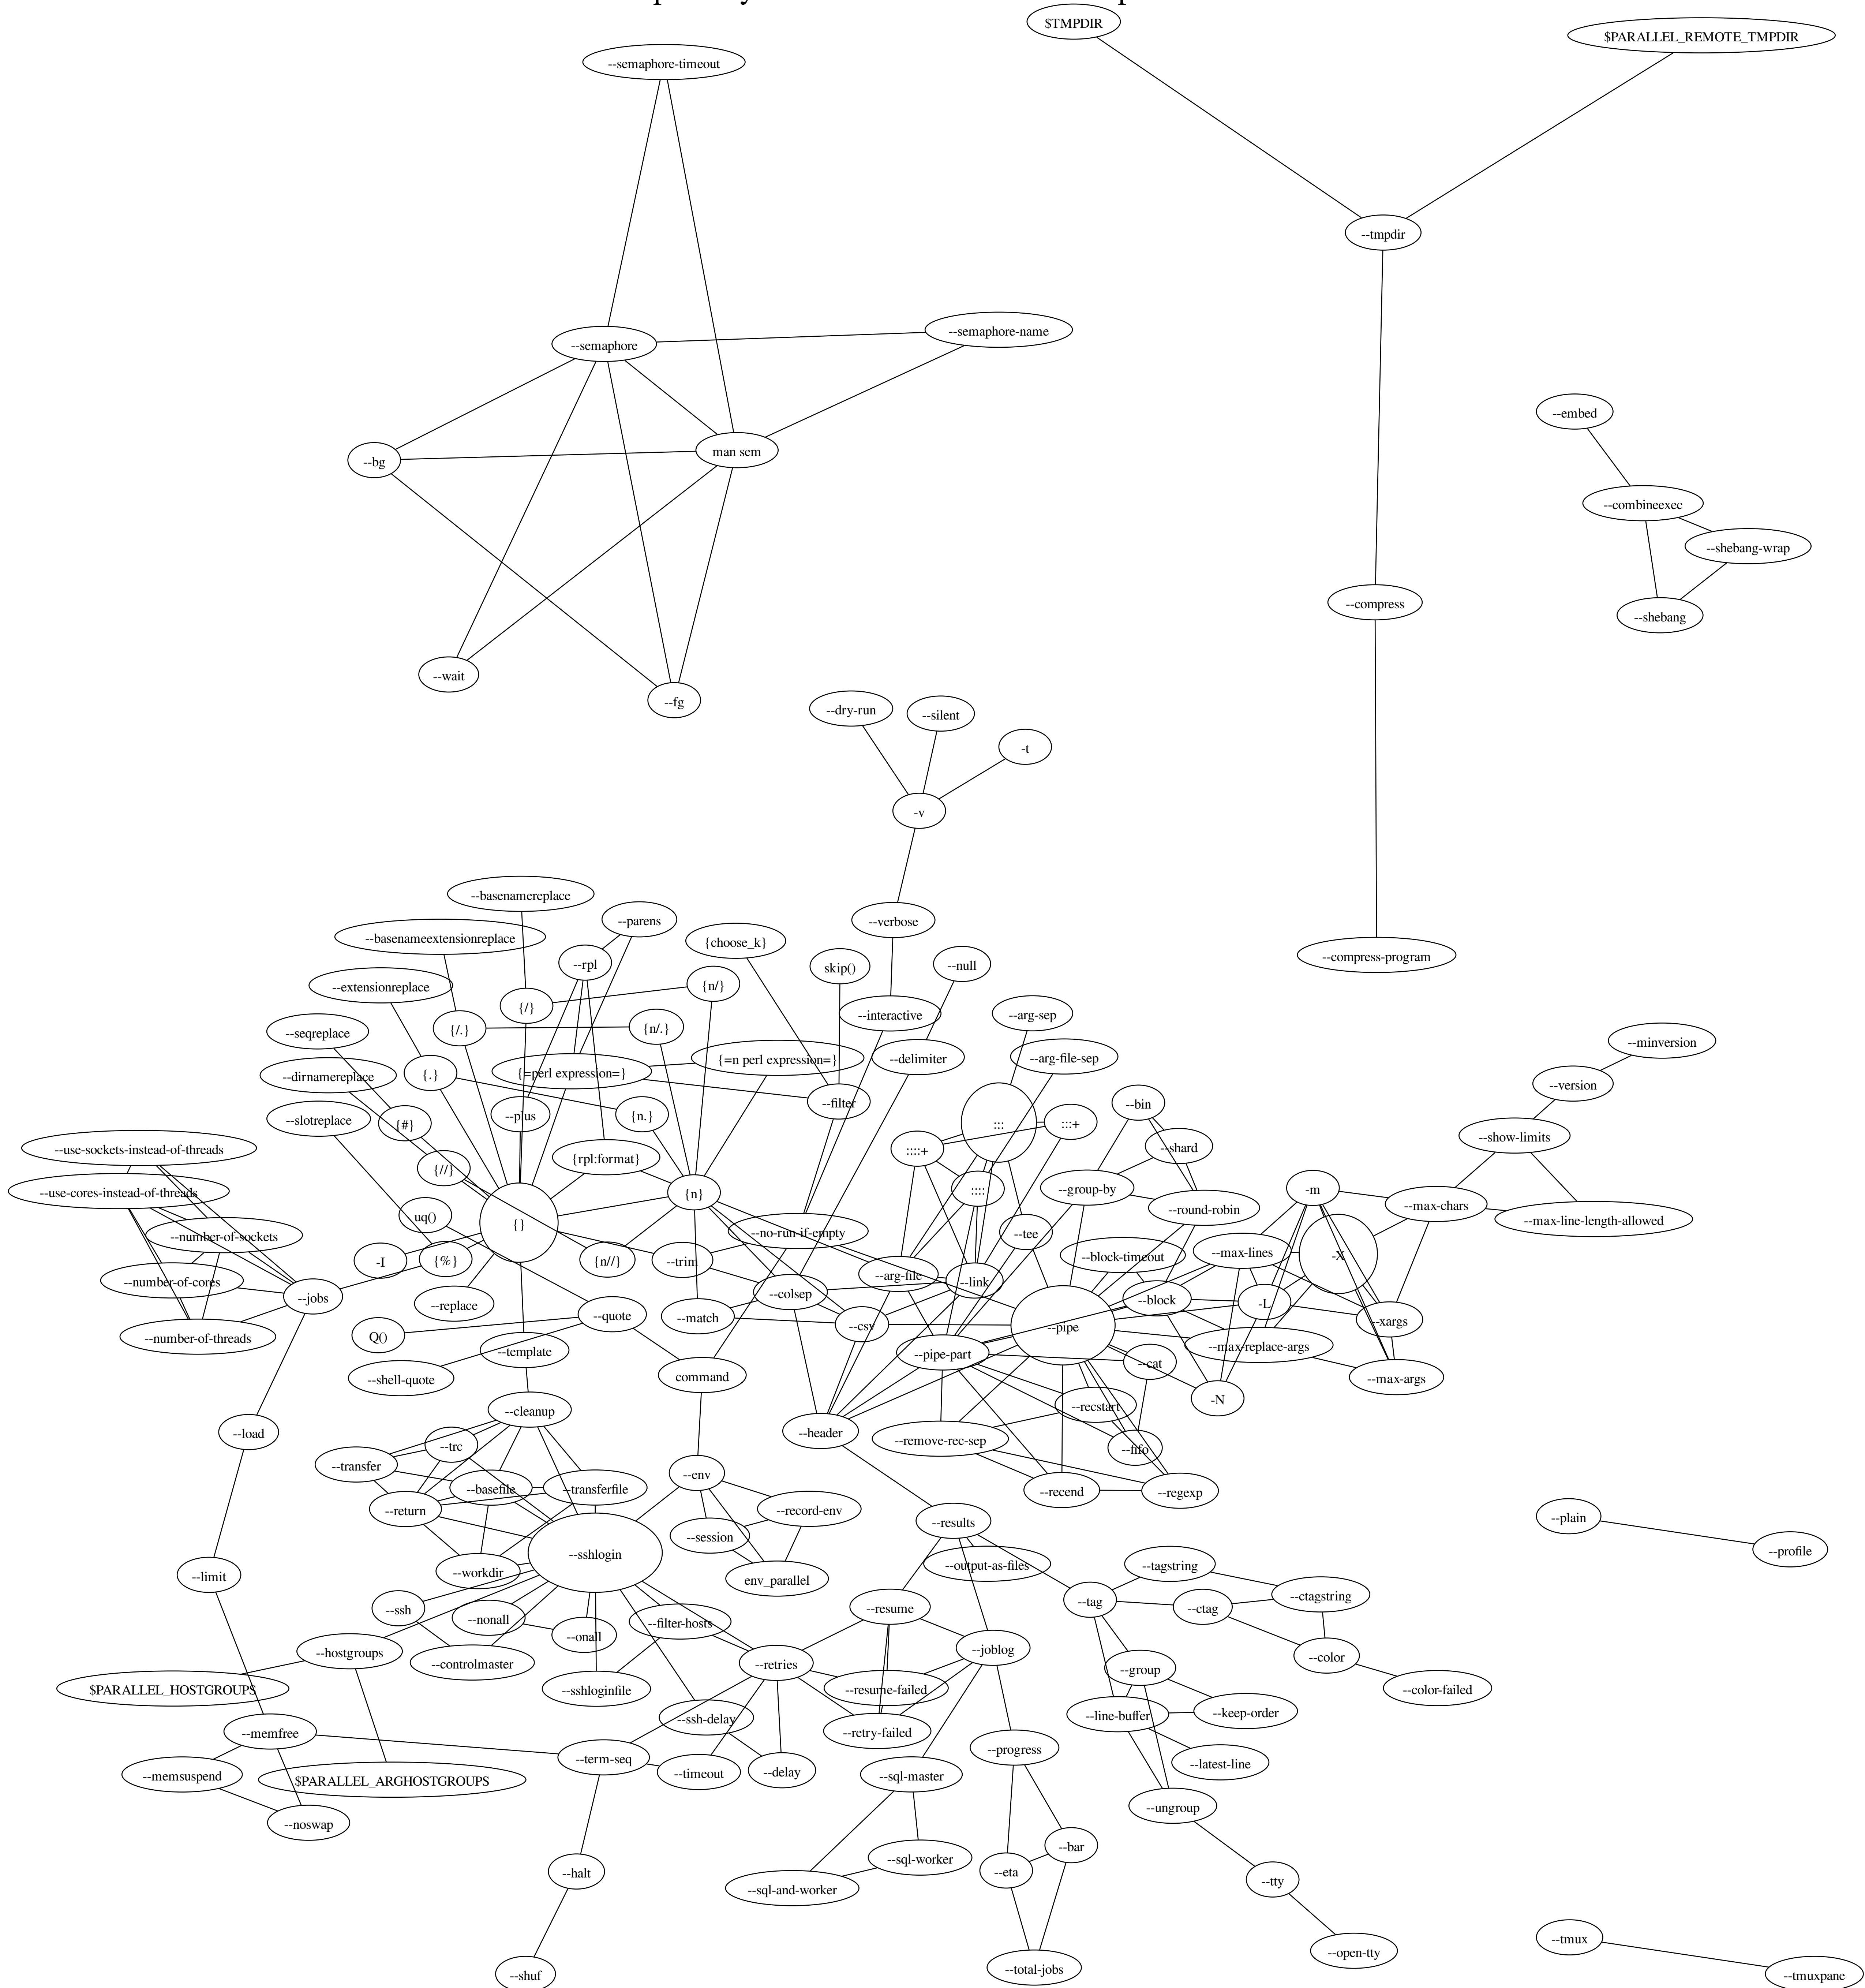 $TMPDIR
$PARALLEL_REMOTE_TMPDIR
--semaphore-timeout
--tmpdir
--semaphore-name
--semaphore
--embed
man sem
--bg
--combineexec
--shebang-wrap
--compress
--shebang
--wait
--fg
--dry-run
--silent
-t
-v
--basenamereplace
--parens
--verbose
--basenameextensionreplace
{choose_k}
--compress-program
--rpl
skip()
--null
--extensionreplace
{n/}
{/}
--interactive
--arg-sep
--seqreplace
{/.}
{n/.}
--minversion
--delimiter
--arg-file-sep
{=n perl expression=}
--dirnamereplace
{.}
{=perl expression=}
--version
--filter
--bin
--slotreplace
{#}
--plus
{n.}
:::
:::+
--show-limits
--use-sockets-instead-of-threads
::::+
--shard
{rpl:format}
{//}
--use-cores-instead-of-threads
{n}
::::
--group-by
-m
--max-chars
--round-robin
uq()
{}
--number-of-sockets
--no-run-if-empty
--tee
--max-line-length-allowed
-I
{%}
{n//}
--trim
--block-timeout
--max-lines
-X
--number-of-cores
--jobs
--arg-file
--link
--colsep
--block
-L
--replace
--quote
--match
--csv
--pipe
--xargs
--number-of-threads
Q()
--template
--pipe-part
--max-replace-args
--cat
--shell-quote
command
--max-args
-N
--cleanup
--recstart
--load
--trc
--header
--remove-rec-sep
--fifo
--transfer
--env
--basefile
--transferfile
--recend
--regexp
--return
--record-env
--session
--results
--plain
--sshlogin
--output-as-files
--profile
--limit
--workdir
env_parallel
--tagstring
--ctagstring
--ssh
--nonall
--onall
--filter-hosts
--resume
--tag
--ctag
--hostgroups
--controlmaster
--retries
--joblog
--group
--color
$PARALLEL_HOSTGROUPS
--sshloginfile
--resume-failed
--color-failed
--memfree
--ssh-delay
--retry-failed
--line-buffer
--keep-order
--term-seq
--progress
--latest-line
--memsuspend
$PARALLEL_ARGHOSTGROUPS
--timeout
--delay
--sql-master
--noswap
--ungroup
--bar
--sql-worker
--halt
--eta
--tty
--sql-and-worker
--tmux
--open-tty
--shuf
--total-jobs
--tmuxpane